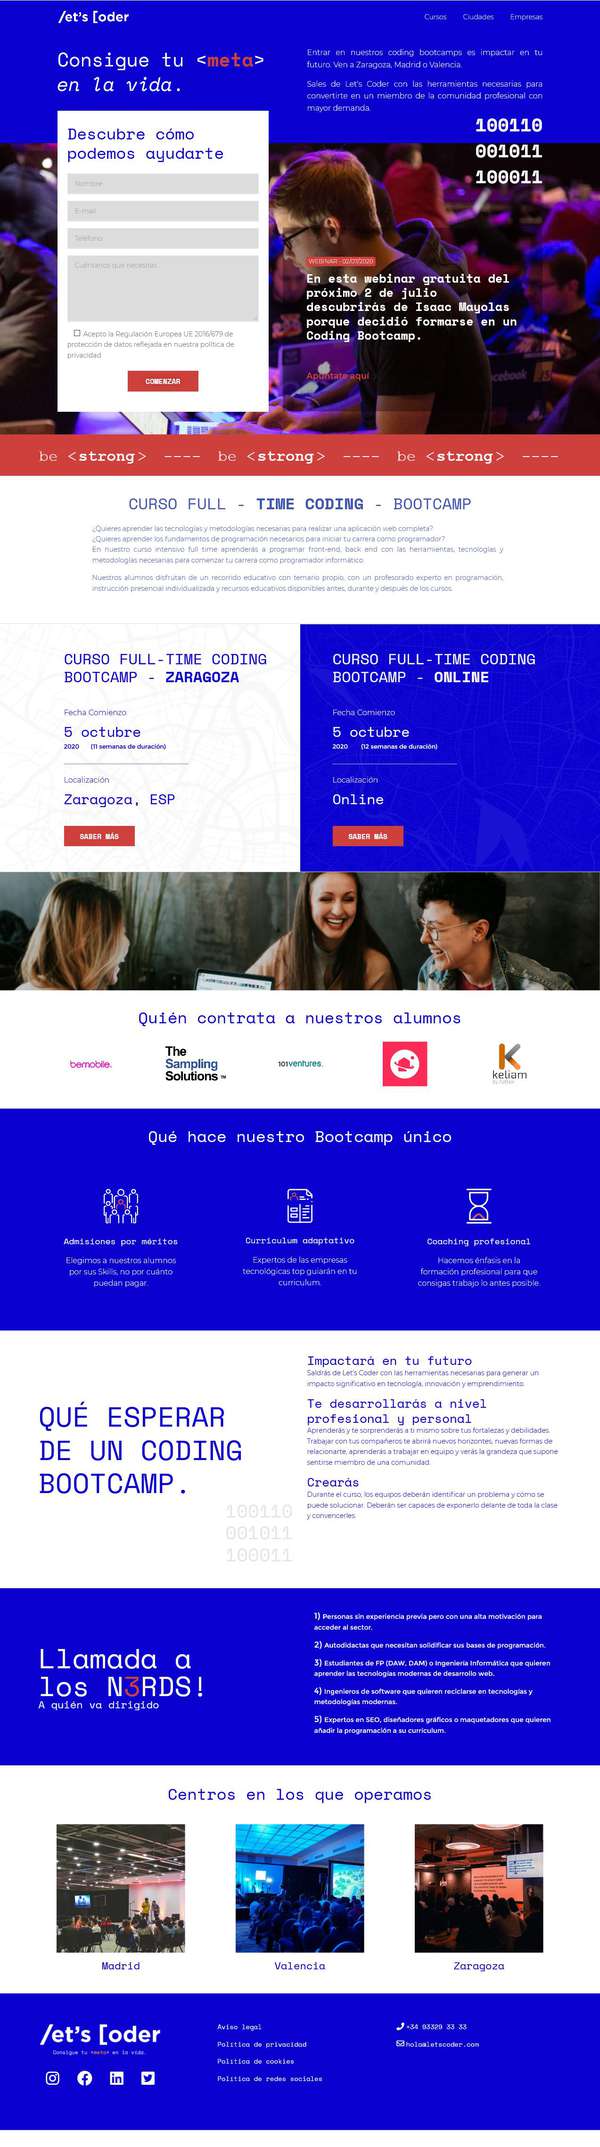 /et's [oder
Cursos Ciudades Empresas
Consigue tu <meta>
en la vida.
Entrar en nuestros coding bootcamps es impactar en tu
futuro. Ven a Zaragoza, Madrid o Valencia.
Sales de Let's Coder con las herramientas necesarias para
convertirte en un miembro de la comunidad profesional con
mayor demanda.
100110
001011
100011
Descubre cómo
podemos ayudarte
Nombre
E-mail
Teléfono
Cuéntanos que necesitas
Acepto la Regulación Europea UE 2016/679 de
protección de datos reflejada en nuestra política de
privacidad
COMENZAR
WEBINAR - 02/07/2020
En esta webinar gratuita del
próximo 2 de julio
descubrirás de Isaac Mayolas
porque decidió formarse en un
Coding Bootcamp.
Apúntate aquí
facebook
be <strong> ---- be <strong> ---- be <strong> ----
CURSO FULL - TIME CODING - BOOTCAMP
¿Quieres aprender las tecnologías y metodologías necesarias para realizar una aplicación web completa?
¿Quieres aprender los fundamentos de programación necesarios para iniciar tu carrera como programador?
En nuestro curso intensivo full time aprenderás a programar front-end, back end con las herramientas, tecnologías y
metodologías necesarias para comenzar tu carrera como programador informático.
Nuestros alumnos disfrutan de un recorrido educativo con temario propio, con un profesorado experto en programación,
instrucción presencial individualizada y recursos educativos disponibles antes, durante y después de los cursos.
CURSO FULL-TIME CODING
BOOTCAMP - ZARAGOZA
Fecha Comienzo
5 octubre
2020 (11 semanas de duración)
Localización
Zaragoza, ESP
SABER MÁS
CURSO FULL-TIME CODING
BOOTCAMP - ONLINE
Fecha Comienzo
5 octubre
2020 (12 semanas de duración)
Localización
Online
SABER MÁS
Quién contrata a nuestros alumnos
bemobile.
The
Sampling
Solutions TM
101ventures.
keliam
Qué hace nuestro Bootcamp único
Admisiones por méritos
Elegimos a nuestros alumnos
por sus Skills, no por cuánto
puedan pagar.
Curriculum adaptativo
Expertos de las empresas
tecnológicas top guiarán en tu
curriculum.
Coaching profesional
Hacemos énfasis en la
formación profesional para que
consigas trabajo lo antes posible.
QUÉ ESPERAR
DE UN CODING
BOOTCAMP.
100110
001011
100011
Impactará en tu futuro
Saldrás de Let's Coder con las herramientas necesarias para generar un
impacto significativo en tecnología, innovación y emprendimiento.
Te desarrollarás a nivel
profesional y personal
Aprenderás y te sorprenderás a ti mismo sobre tus fortalezas y debilidades.
Trabajar con tus compañeros te abrirá nuevos horizontes, nuevas formas de
relacionarte, aprenderás a trabajar en equipo y verás la grandeza que supone
sentirse miembro de una comunidad.
Crearás
Durante el curso, los equipos deberán identificar un problema y cómo se
puede solucionar. Deberán ser capaces de exponerlo delante de toda la clase
y convencerles.
Llamada a
los N3RDS!
A quién va dirigido
1) Personas sin experiencia previa pero con una alta motivación para
acceder al sector.
2) Autodidactas que necesitan solidificar sus bases de programación.
3) Estudiantes de FP (DAW, DAM) o Ingeniería Informática que quieren
aprender las tecnologías modernas de desarrollo web.
4) Ingenieros de software que quieren reciclarse en tecnologías y
metodologías modernas.
5) Expertos en SEO, diseñadores gráficos o maquetadores que quieren
añadir la programación a su currículum.
Centros en los que operamos
Madrid
Valencia
Zaragoza
/et's [oder
Consigue tu <meta> en la vida.
Aviso legal
Política de privacidad
Política de cookies
Política de redes sociales
+34 93329 33 33
hola@letscoder.com